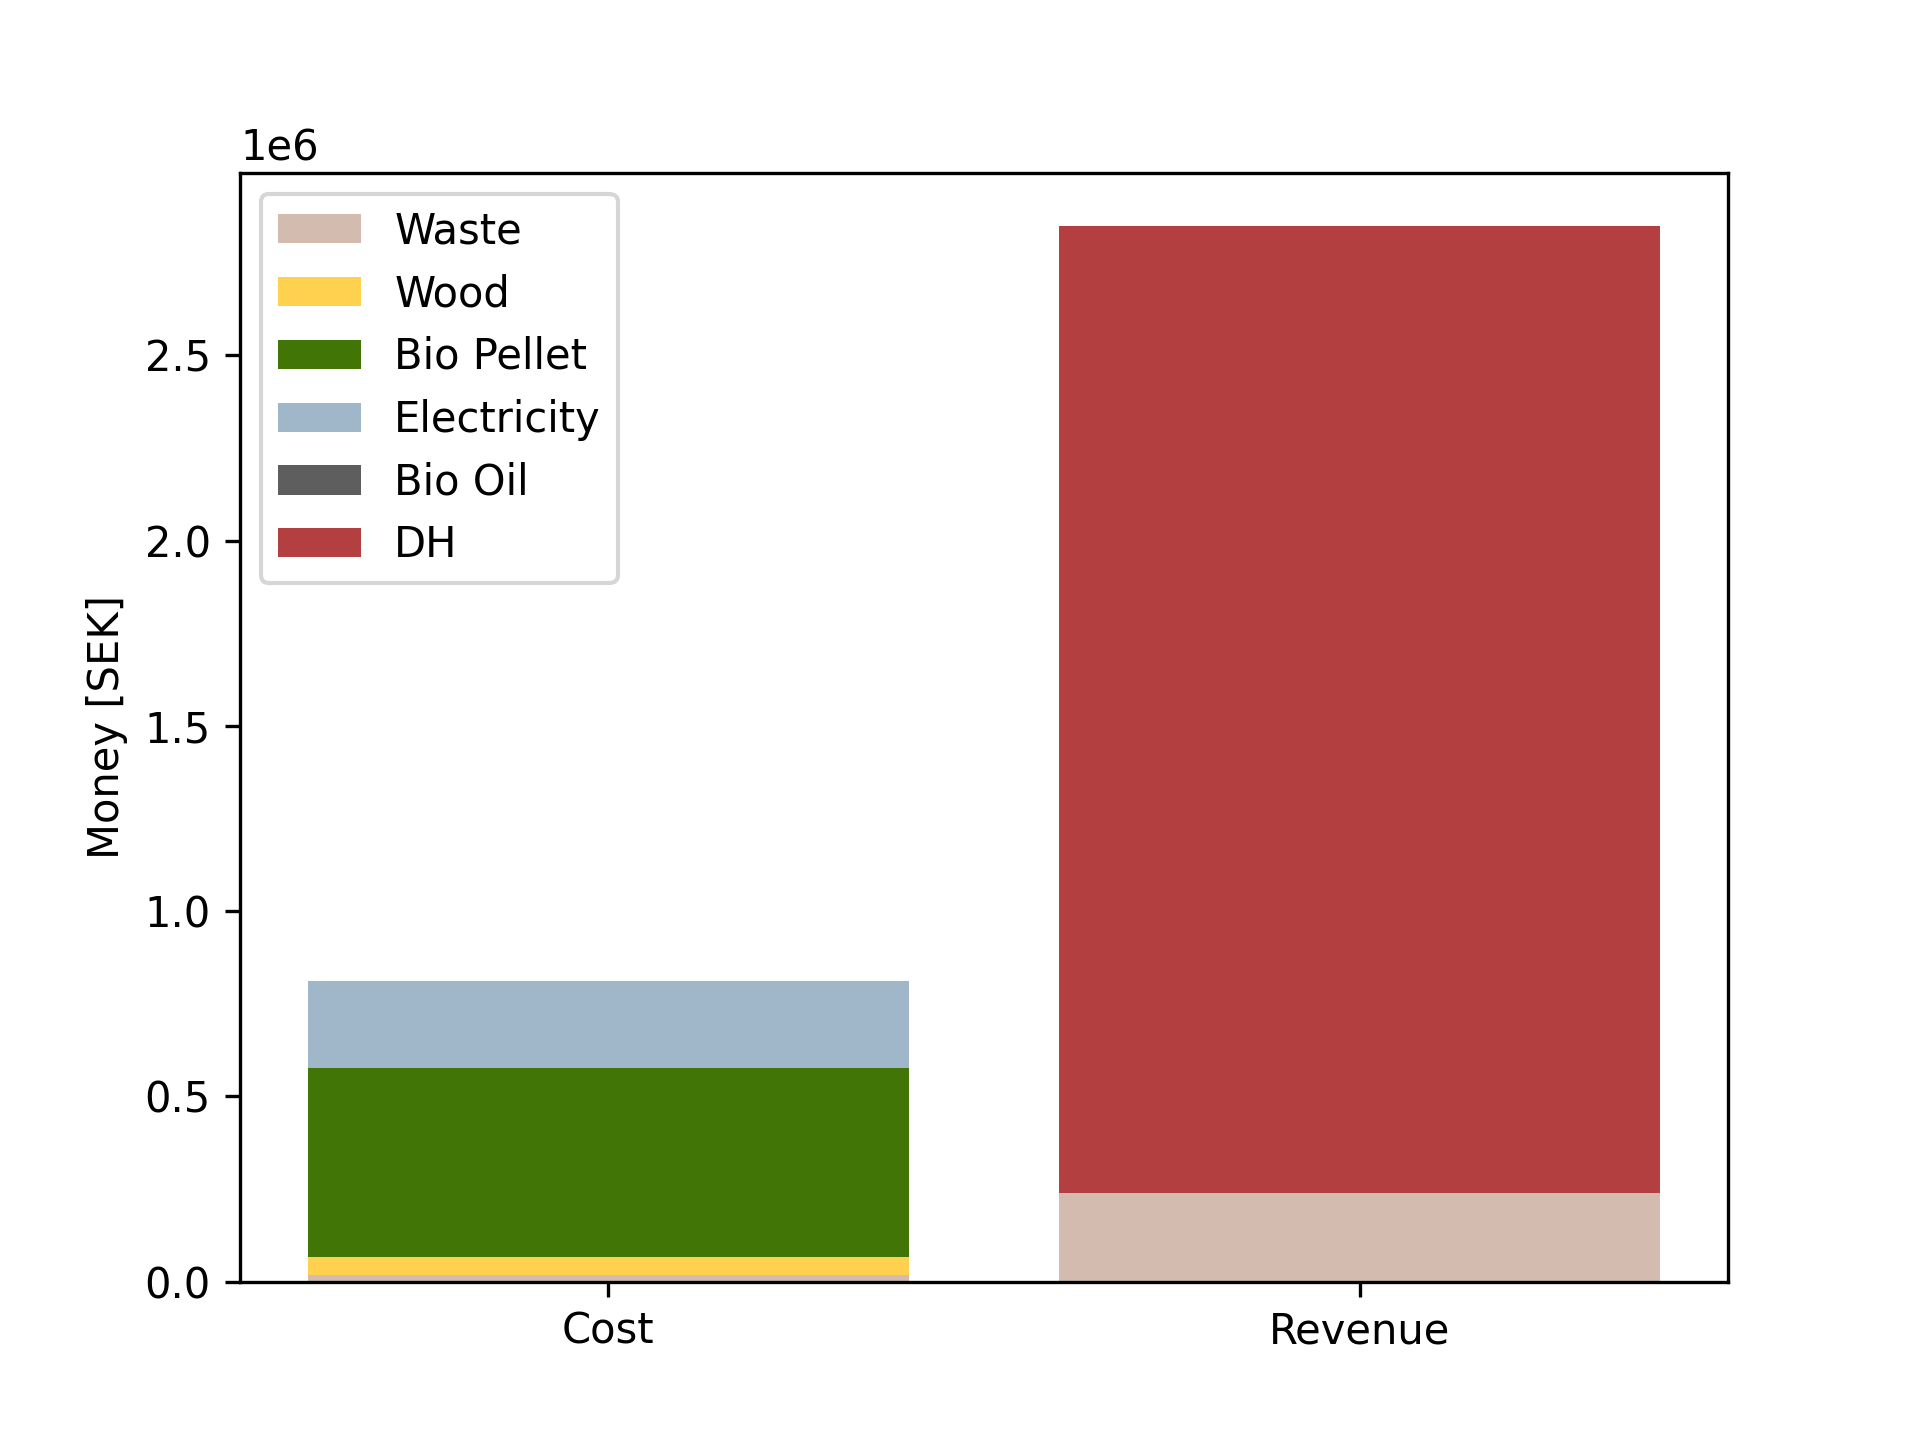 1e6
Waste
Wood
Bio Pellet
Electricity
Bio Oil
DH
2.5
2.0
1.5
1.0
0.5
0.0
Money [SEK]
Cost
Revenue